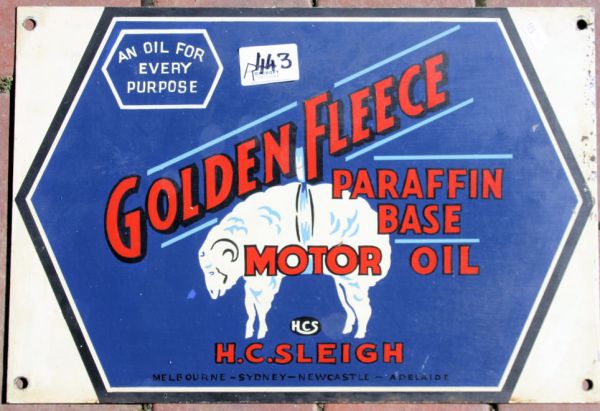 AN OIL FOR
EVERY
PURPOSE
443
GOLDEN FLEECE
PARAFFIN
BASE
MOTOR OIL
HCS
H.C.SLEIGH
MELBOURNE – SYDNEY – NEWCASTLE – ADELAIDE